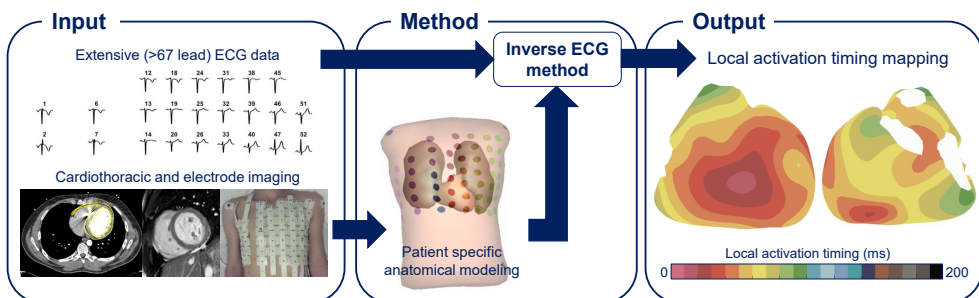 Input
Method
Output
Extensive (>67 lead) ECG data
12 18 24 31 38 45
1 6 13 19 25 32 39 46 51
2 7 14 20 26 33 40 47 52
Cardiothoracic and electrode imaging
Inverse ECG
method
Patient specific
anatomical modeling
Local activation timing mapping
Local activation timing (ms)
0 200